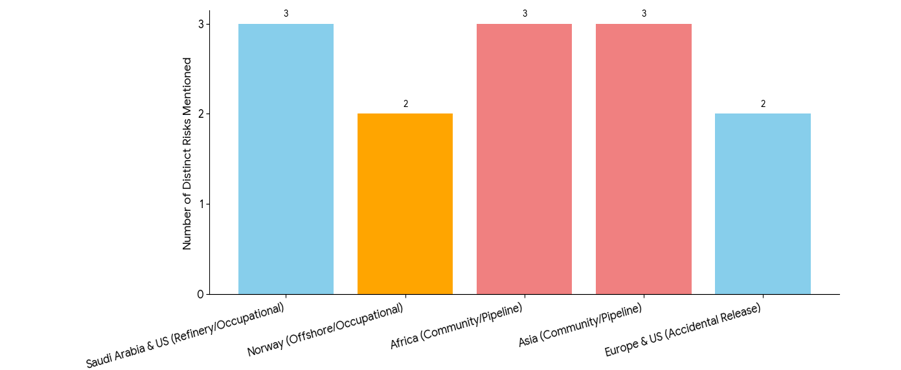 3
2
3
3
2
Number of Distinct Risks Mentioned
3
2
1
0
Saudi Arabia & US (Refinery/Occupational)
Norway (Offshore/Occupational)
Africa (Community/Pipeline)
Asia (Community/Pipeline)
Europe & US (Accidental Release)